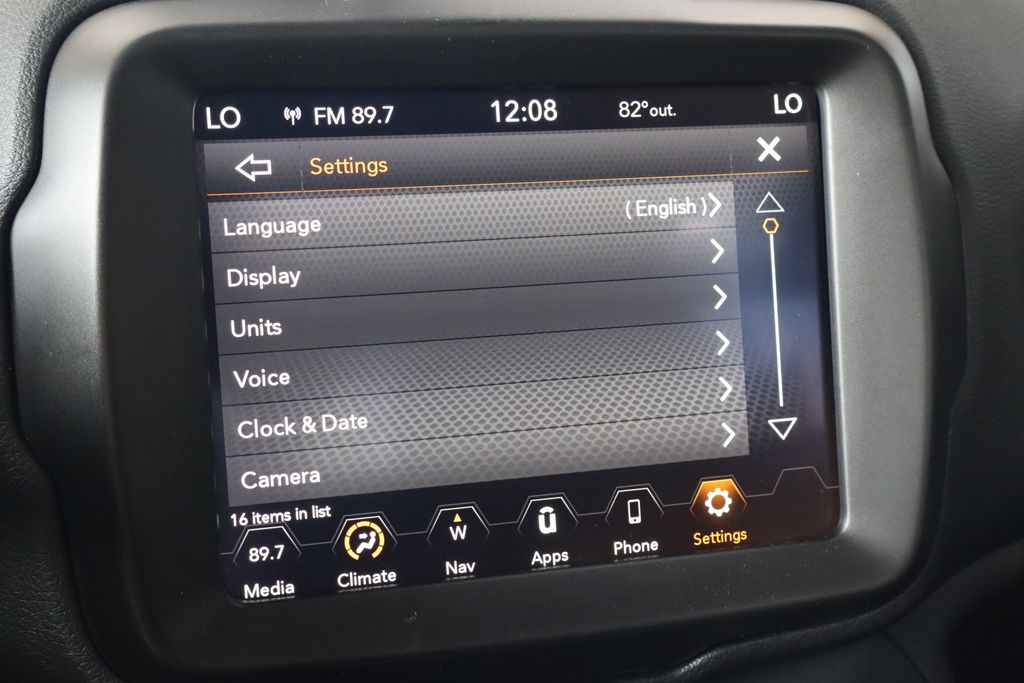 LO FM 89.7 12:08 82° out. LO
Settings
Language ( English )
Display
Units
Voice
Clock & Date
Camera
16 items in list
89.7 W
Media Climate Nav Apps Phone Settings